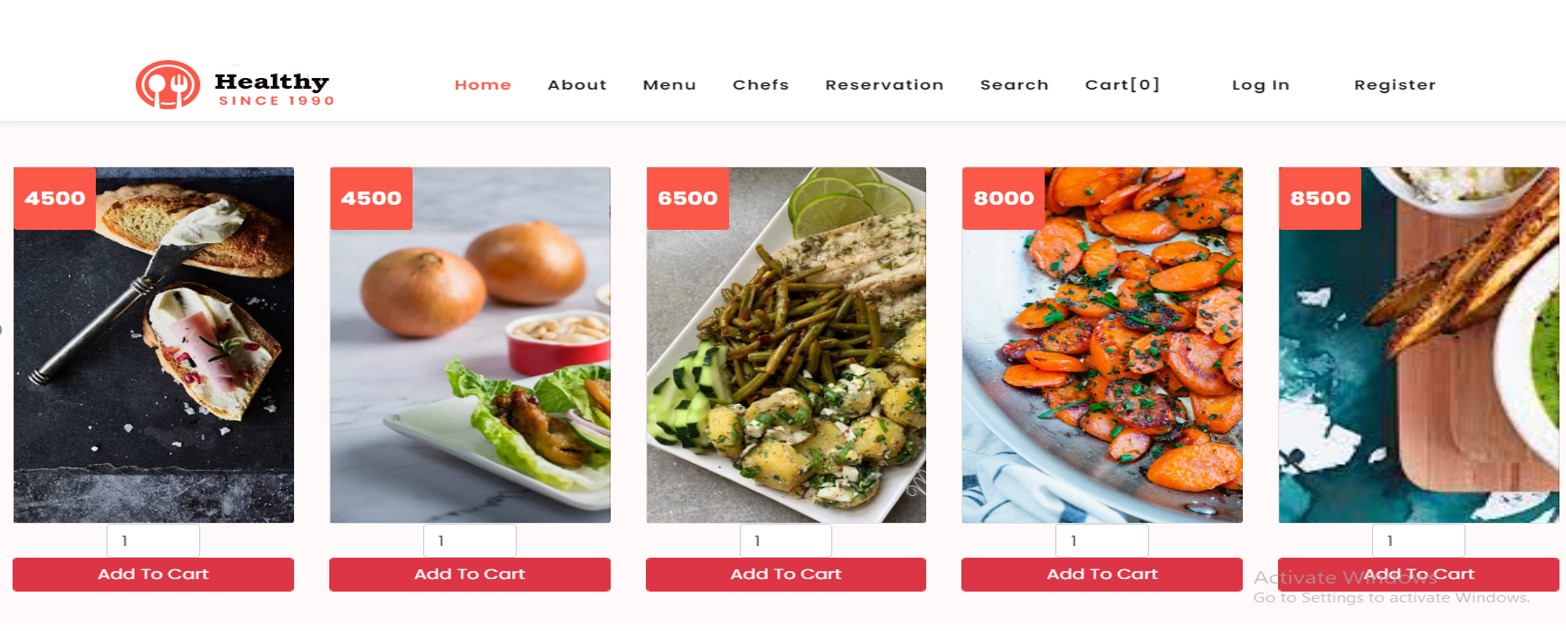 Healthy
SINCE 1990
Home About Menu Chefs Reservation Search Cart[0] Log In Register
4500 4500 6500 8000 8500
1 1 1 1 1
Add To Cart Add To Cart Add To Cart Add To Cart Add To Cart
Activate Windows
Go to Settings to activate Windows.